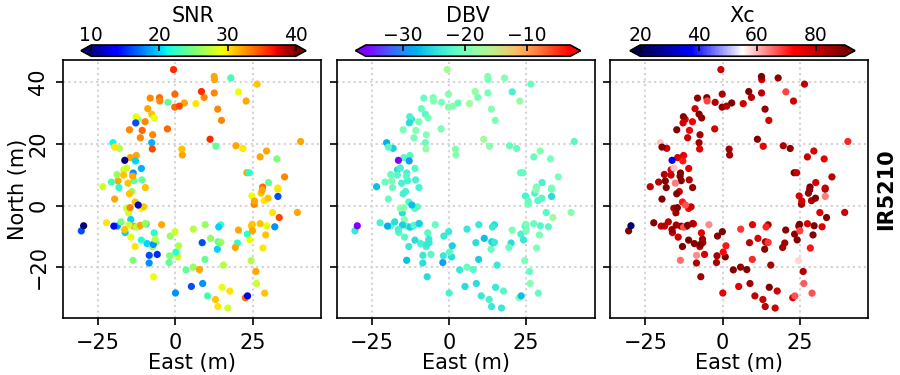 SNR DBV Xc
10 20 30 40 −30 −20 −10 20 40 60 80
40
20
0
−20
North (m)
IR5210
−25 0 25 −25 0 25 −25 0 25
East (m) East (m) East (m)